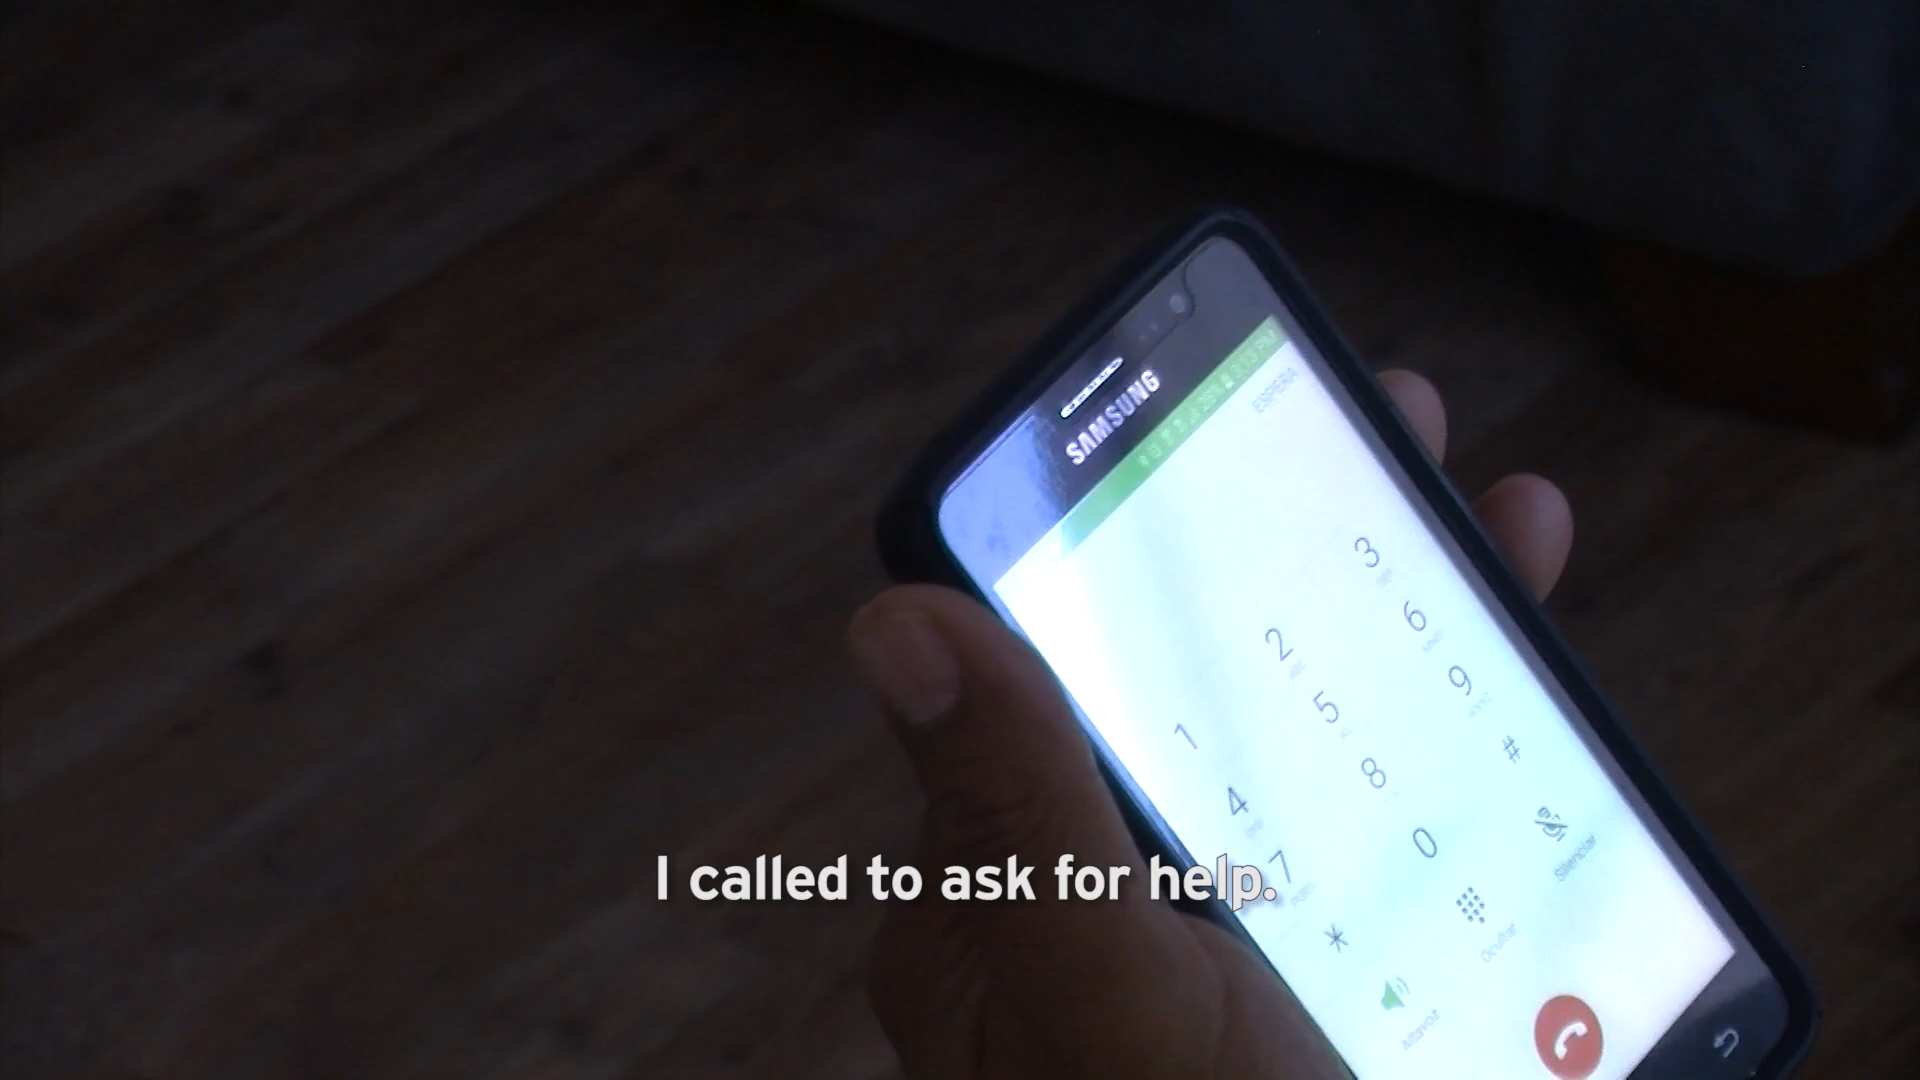 SAMSUNG
ESPERA
1
2
3
4
5
6
7
8
9
*
0
#
Altavoz
Ocultar
Silenciar
I called to ask for help.